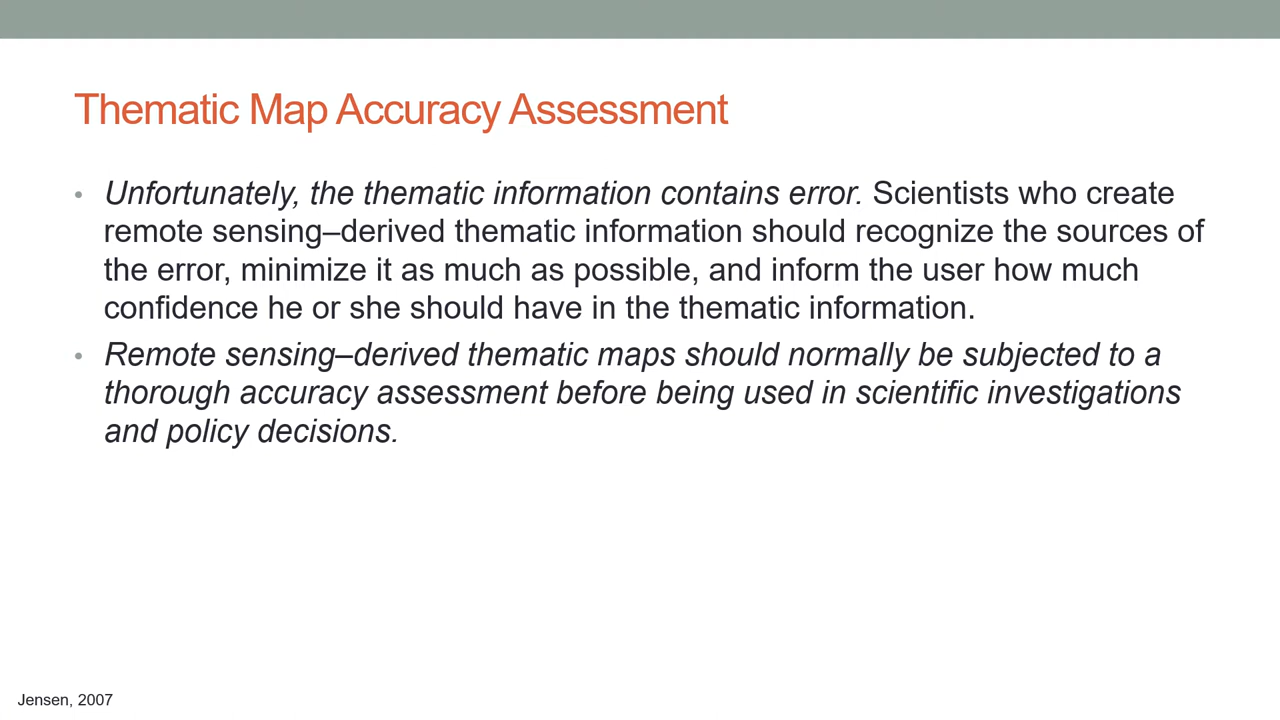 Thematic Map Accuracy Assessment
• Unfortunately, the thematic information contains error. Scientists who create
remote sensing–derived thematic information should recognize the sources of
the error, minimize it as much as possible, and inform the user how much
confidence he or she should have in the thematic information.
• Remote sensing–derived thematic maps should normally be subjected to a
thorough accuracy assessment before being used in scientific investigations
and policy decisions.
Jensen, 2007